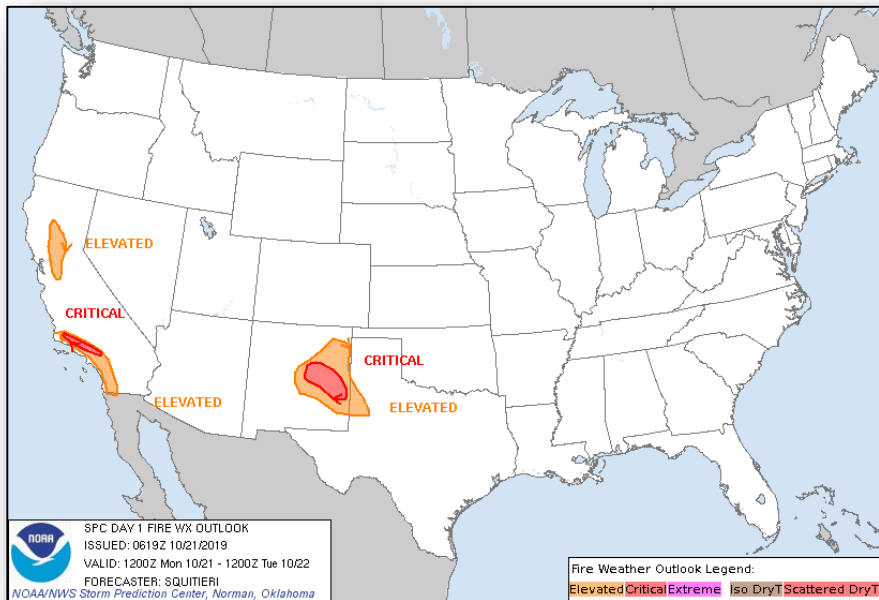 ELEVATED
CRITICAL
CRITICAL
ELEVATED
ELEVATED
NOAA
SPC DAY 1 FIRE WX OUTLOOK
ISSUED: 0619Z 10/21/2019
VALID: 1200Z Mon 10/21 - 1200Z Tue 10/22
FORECASTER: SQUITIERI
NOAA/NWS Storm Prediction Center, Norman, Oklahoma
Fire Weather Outlook Legend:
Elevated Critical Extreme Iso DryT Scattered DryT